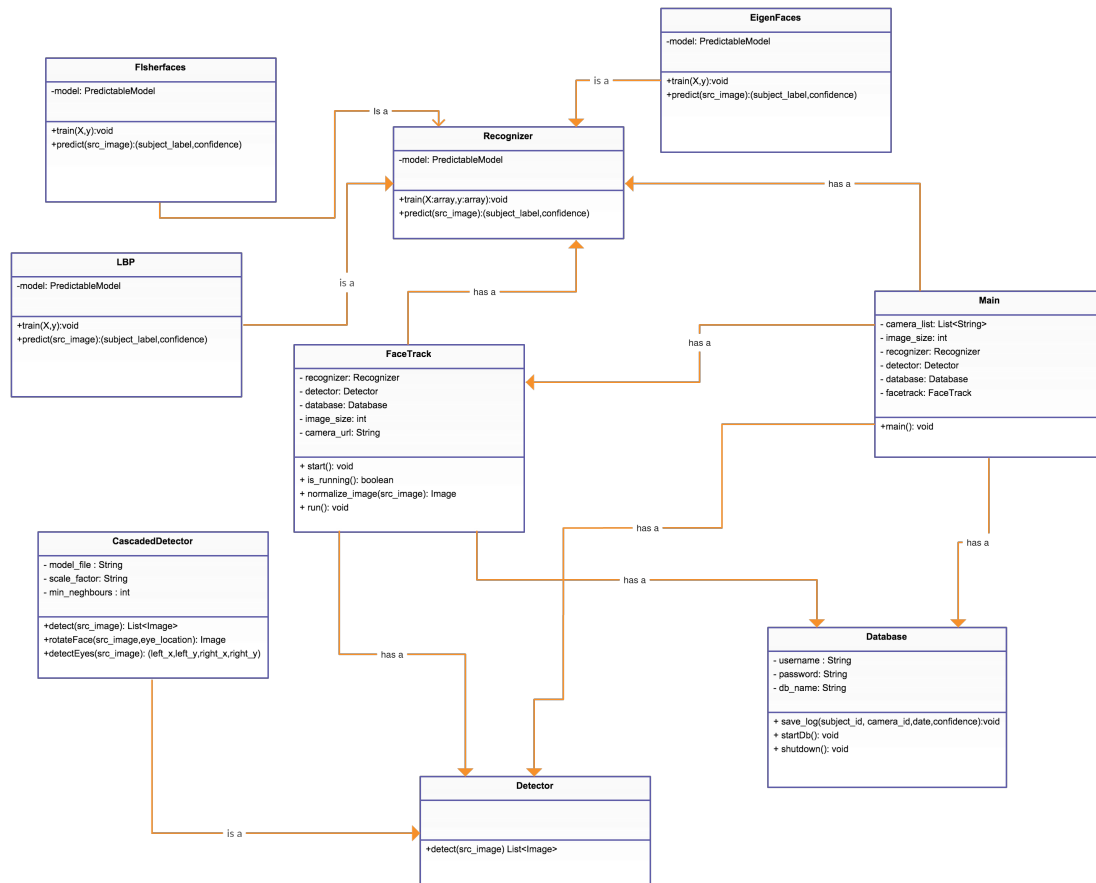 EigenFaces
-model: PredictableModel
+train(X,y):void
+predict(src_image):(subject_label,confidence)
FIsherfaces
-model: PredictableModel
+train(X,y):void
+predict(src_image):(subject_label,confidence)
is a
Is a
Recognizer
-model: PredictableModel
+train(X:array,y:array):void
+predict(src_image):(subject_label,confidence)
has a
LBP
-model: PredictableModel
+train(X,y):void
+predict(src_image):(subject_label,confidence)
is a
has a
Main
- camera_list: List<String>
- image_size: int
- recognizer: Recognizer
- detector: Detector
- database: Database
- facetrack: FaceTrack
+main(): void
has a
FaceTrack
- recognizer: Recognizer
- detector: Detector
- database: Database
- image_size: int
- camera_url: String
+ start(): void
+ is_running(): boolean
+ normalize_image(src_image): Image
+ run(): void
has a
has a
has a
CascadedDetector
- model_file : String
- scale_factor: String
- min_neghbours : int
+detect(src_image): List<Image>
+rotateFace(src_image,eye_location): Image
+detectEyes(src_image): (left_x,left_y,right_x,right_y)
has a
Database
- username : String
- password: String
- db_name: String
+ save_log(subject_id, camera_id,date,confidence):void
+ startDb(): void
+ shutdown(): void
is a
Detector
+detect(src_image) List<Image>